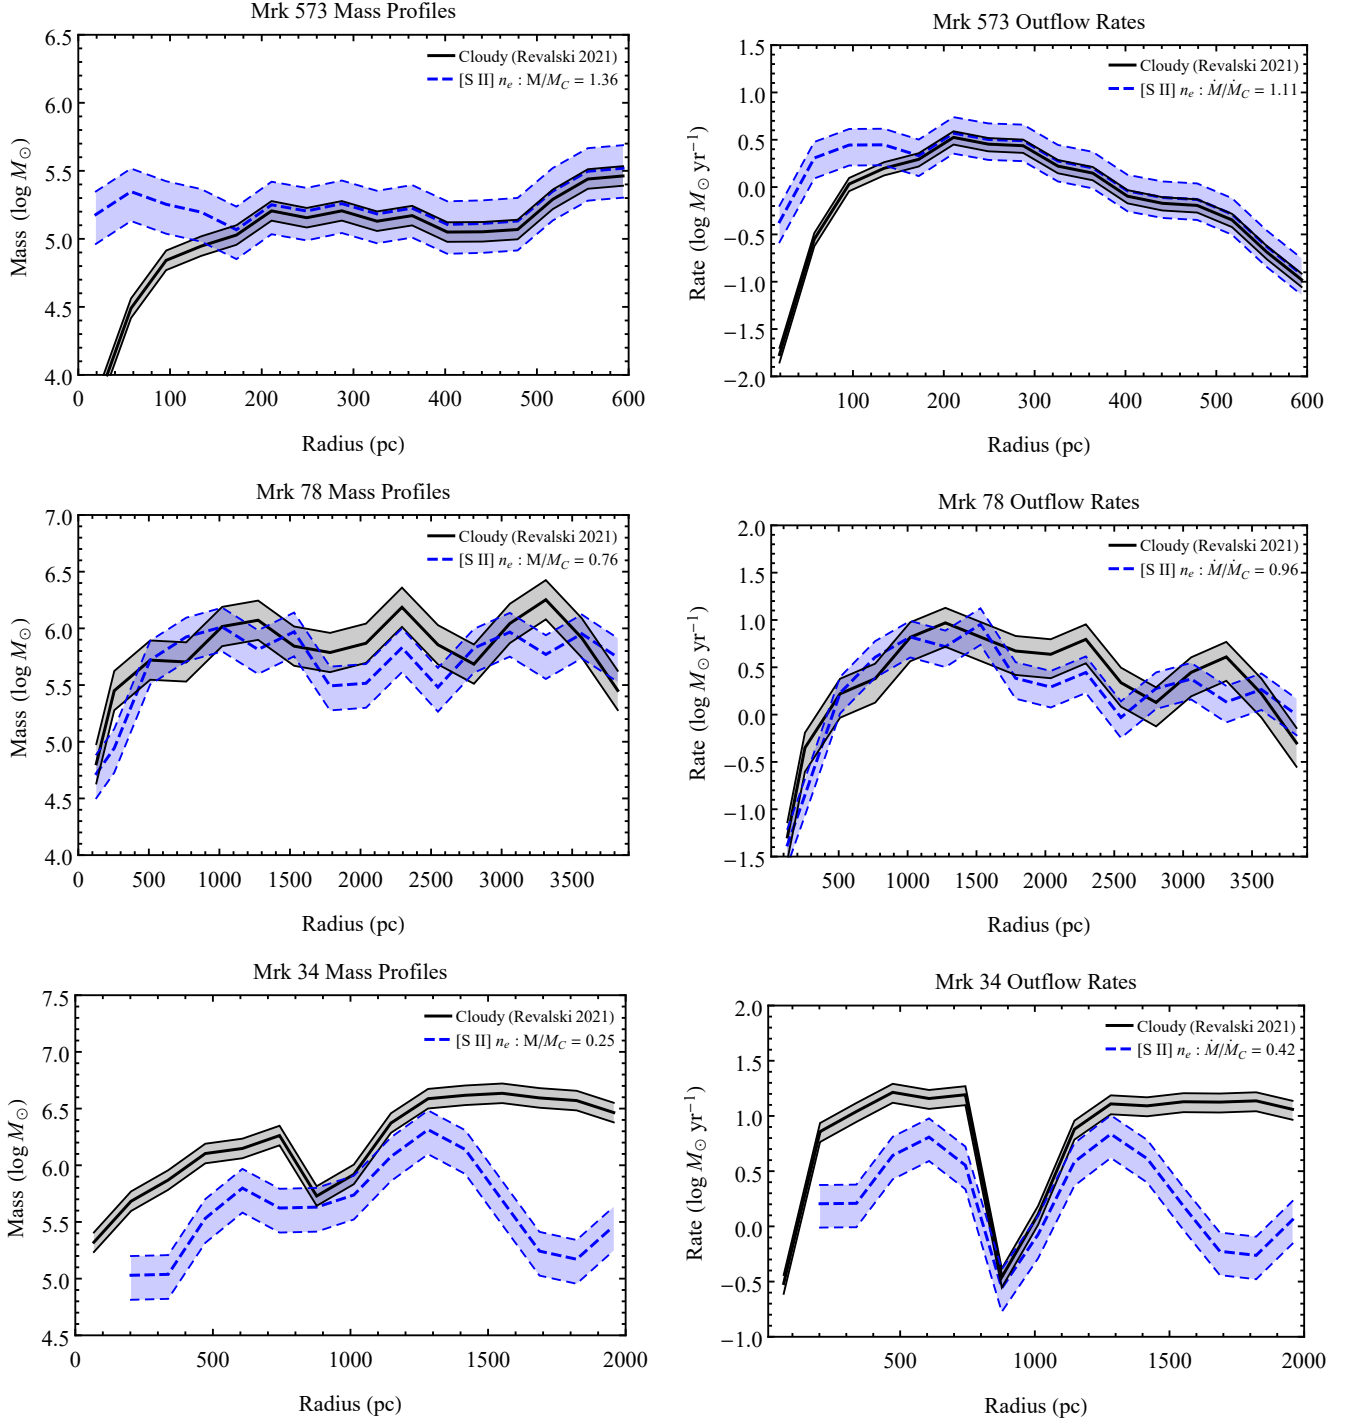 Mrk 573 Mass Profiles
6.5
6.0
5.5
5.0
4.5
4.0
Mass (log M⊙)
Cloudy (Revalski 2021)
[S II] nₑ : M/M_C = 1.36
0 100 200 300 400 500 600
Radius (pc)
Mrk 573 Outflow Rates
1.5
1.0
0.5
0.0
−0.5
−1.0
−1.5
−2.0
Rate (log M⊙ yr⁻¹)
Cloudy (Revalski 2021)
[S II] nₑ : Ṁ/Ṁ_C = 1.11
100 200 300 400 500 600
Radius (pc)
Mrk 78 Mass Profiles
7.0
6.5
6.0
5.5
5.0
4.5
4.0
Mass (log M⊙)
Cloudy (Revalski 2021)
[S II] nₑ : M/M_C = 0.76
0 500 1000 1500 2000 2500 3000 3500
Radius (pc)
Mrk 78 Outflow Rates
2.0
1.5
1.0
0.5
0.0
−0.5
−1.0
−1.5
Rate (log M⊙ yr⁻¹)
Cloudy (Revalski 2021)
[S II] nₑ : Ṁ/Ṁ_C = 0.96
500 1000 1500 2000 2500 3000 3500
Radius (pc)
Mrk 34 Mass Profiles
7.5
7.0
6.5
6.0
5.5
5.0
4.5
Mass (log M⊙)
Cloudy (Revalski 2021)
[S II] nₑ : M/M_C = 0.25
0 500 1000 1500 2000
Radius (pc)
Mrk 34 Outflow Rates
2.0
1.5
1.0
0.5
0.0
−0.5
−1.0
Rate (log M⊙ yr⁻¹)
Cloudy (Revalski 2021)
[S II] nₑ : Ṁ/Ṁ_C = 0.42
500 1000 1500 2000
Radius (pc)